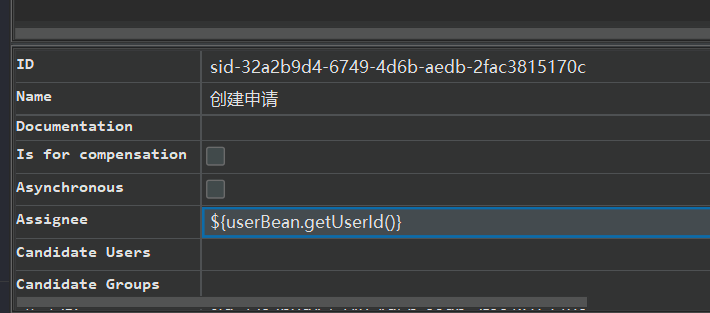 ID sid-32a2b9d4-6749-4d6b-aedb-2fac3815170c
Name 创建申请
Documentation
Is for compensation
Asynchronous
Assignee ${userBean.getUserId()}
Candidate Users
Candidate Groups